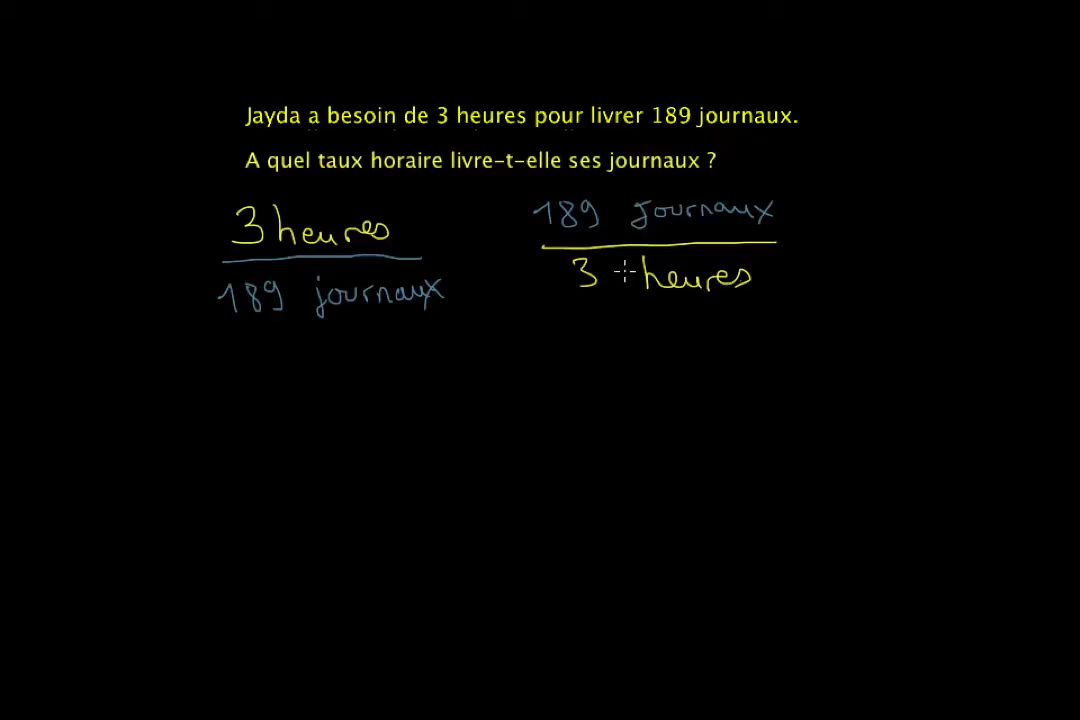 Jayda a besoin de 3 heures pour livrer 189 journaux.
A quel taux horaire livre-t-elle ses journaux ?
3 heures
189 journaux
189 journaux
3 heures